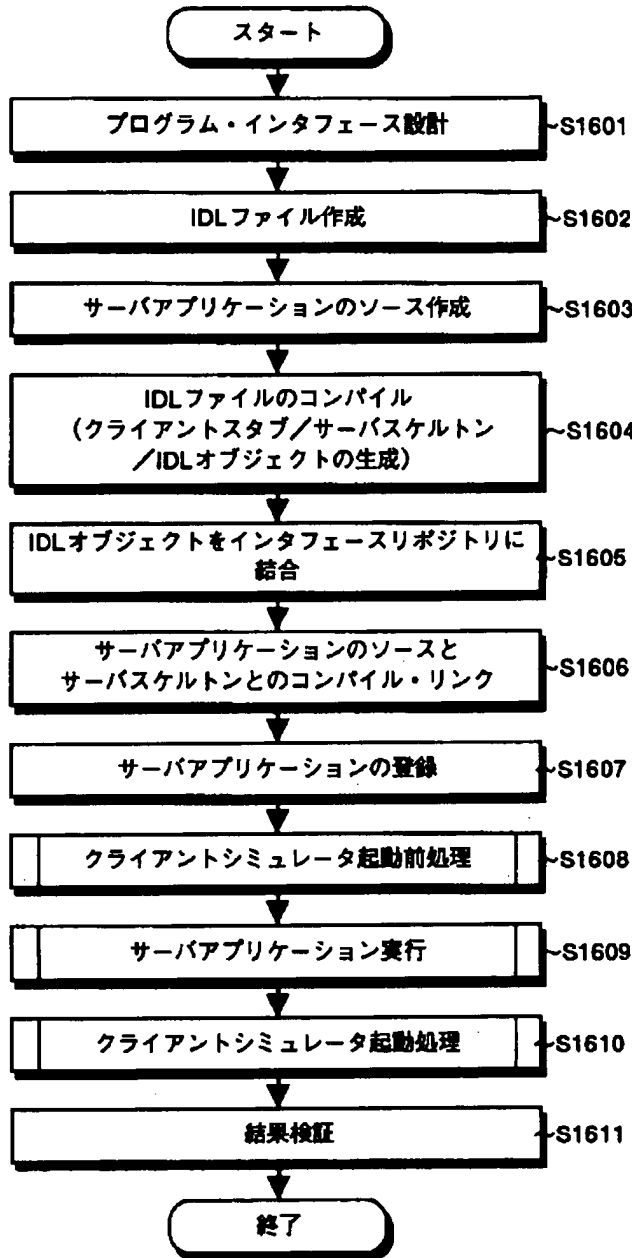 スタート
プログラム・インタフェース設計
~S1601
IDLファイル作成
~S1602
サーバアプリケーションのソース作成
~S1603
IDLファイルのコンパイル
(クライアントスタブ/サーバスケルトン
/IDLオブジェクトの生成)
~S1604
IDLオブジェクトをインタフェースリポジトリに
結合
~S1605
サーバアプリケーションのソースと
サーバスケルトンとのコンパイル・リンク
~S1606
サーバアプリケーションの登録
~S1607
クライアントシミュレータ起動前処理
~S1608
サーバアプリケーション実行
~S1609
クライアントシミュレータ起動処理
~S1610
結果検証
~S1611
終了